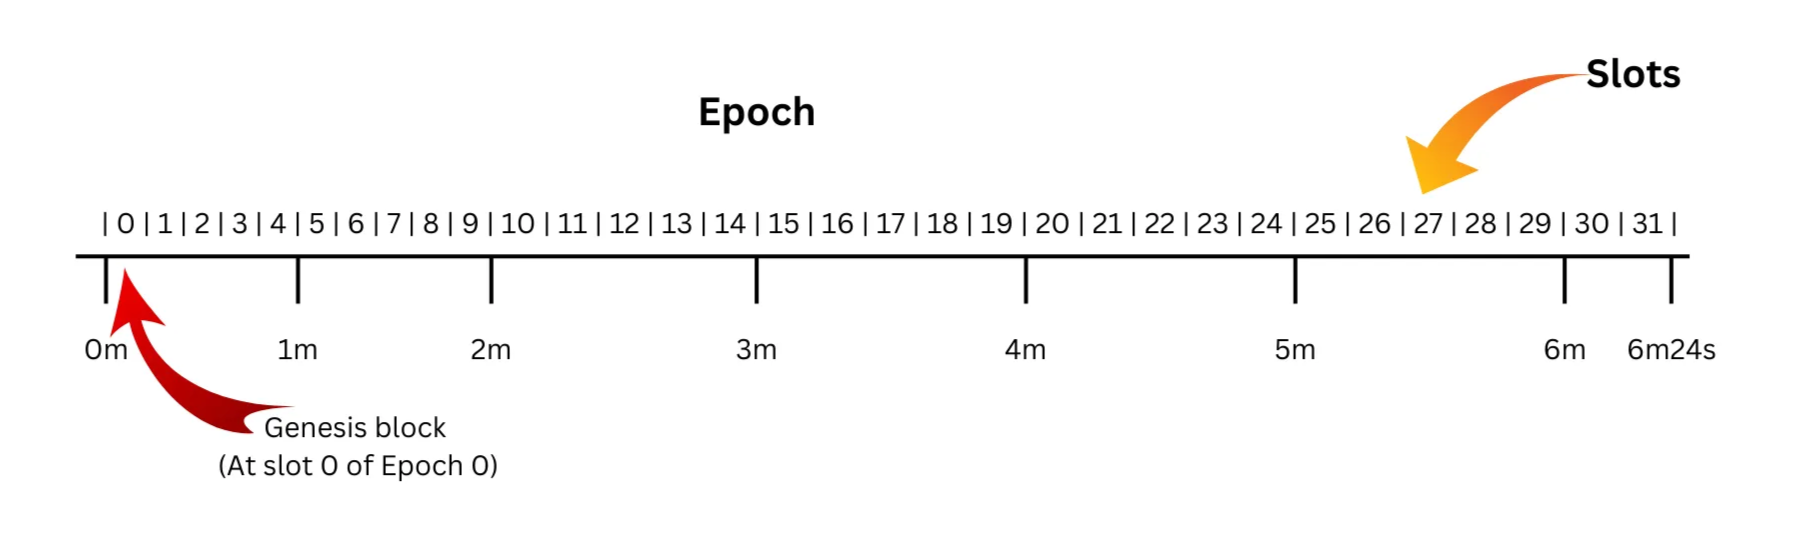 Slots
Epoch
| 0 | 1 | 2 | 3 | 4 | 5 | 6 | 7 | 8 | 9 | 10 | 11 | 12 | 13 | 14 | 15 | 16 | 17 | 18 | 19 | 20 | 21 | 22 | 23 | 24 | 25 | 26 | 27 | 28 | 29 | 30 | 31 |
0m 1m 2m 3m 4m 5m 6m 6m24s
Genesis block
(At slot 0 of Epoch 0)